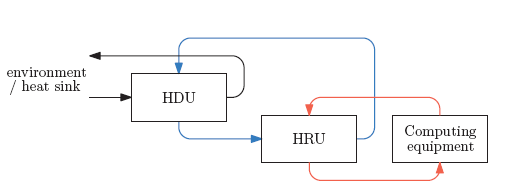 environment
/ heat sink
HDU
HRU
Computing
equipment